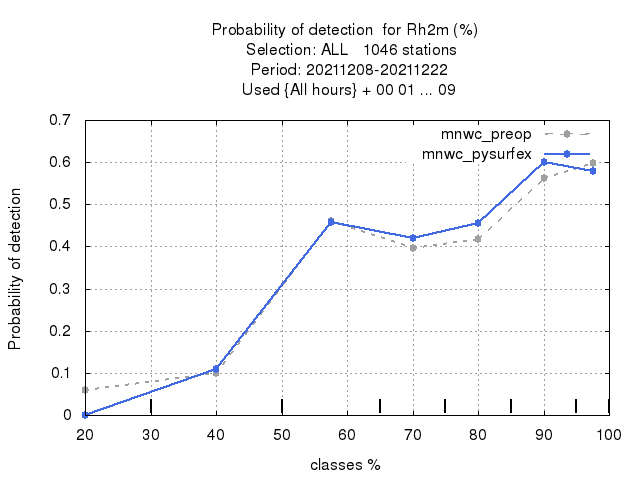 Probability of detection  for Rh2m (%)
Selection: ALL   1046 stations
Period: 20211208-20211222
Used {All hours} + 00 01 ... 09
mnwc_preop
mnwc_pysurfex
Probability of detection
0.7
0.6
0.5
0.4
0.3
0.2
0.1
0
20 30 40 50 60 70 80 90 100
classes %